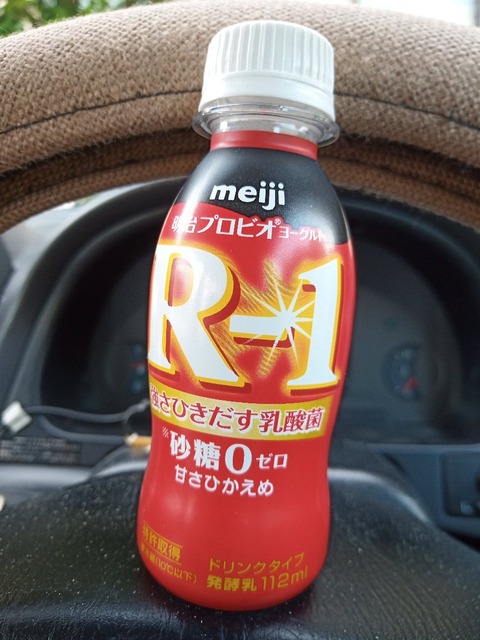 meiji
明治プロビオ®ヨーグルト
R-1
強さひきだす乳酸菌
※砂糖0ゼロ
甘さひかえめ
特許取得
ドリンクタイプ
発酵乳 112ml